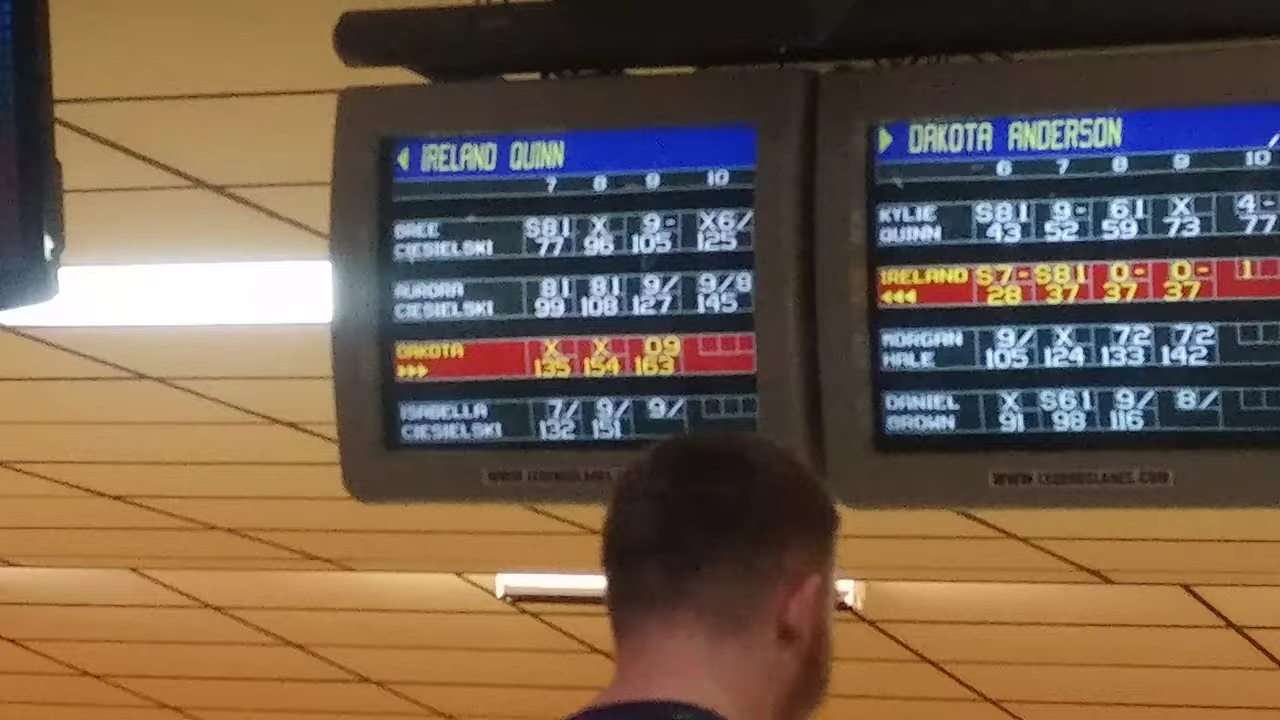 ◄ IRELAND QUINN
7 8 9 10
BREE S81 X 9- X6/
CIESIELSKI 77 96 105 125
AURORA 81 81 9/ 9/8
CIESIELSKI 99 108 127 145
DAKOTA X X 09
►►► 135 154 163
ISABELLA 7/ 9/ 9/
CIESIELSKI 132 151
► DAKOTA ANDERSON
6 7 8 9 10
KYLIE S81 9- 61 X 4-
QUINN 43 52 59 73 77
IRELAND S7- S81 0- 0- 1
◄◄◄ 28 37 37 37
MORGAN 9/ X 72 72
HALE 105 124 133 142
DANIEL X S61 9/ 8/
BROWN 91 98 116
WWW.LEGENDSLANES.COM